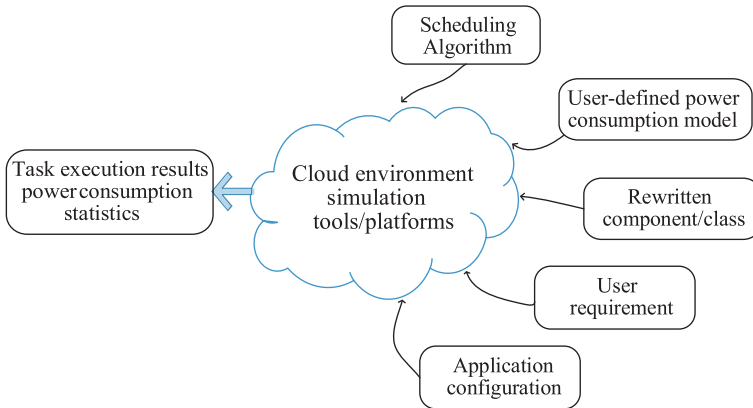 Scheduling
Algorithm
User-defined power
consumption model
Task execution results
power consumption
statistics
Cloud environment
simulation
tools/platforms
Rewritten
component/class
User
requirement
Application
configuration